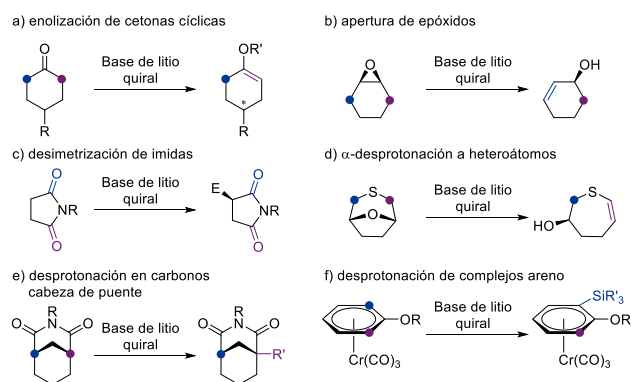 a) enolización de cetonas cíclicas
O
R
Base de litio
quiral
OR'
*
R
b) apertura de epóxidos
O
Base de litio
quiral
OH
c) desimetrización de imidas
O
NR
O
Base de litio
quiral
E
O
NR
O
d) α-desprotonación a heteroátomos
S
O
Base de litio
quiral
S
HO
e) desprotonación en carbonos
cabeza de puente
R
O N O
Base de litio
quiral
R
O N O
R'
f) desprotonación de complejos areno
OR
Cr(CO)3
Base de litio
quiral
SiR'3
OR
Cr(CO)3